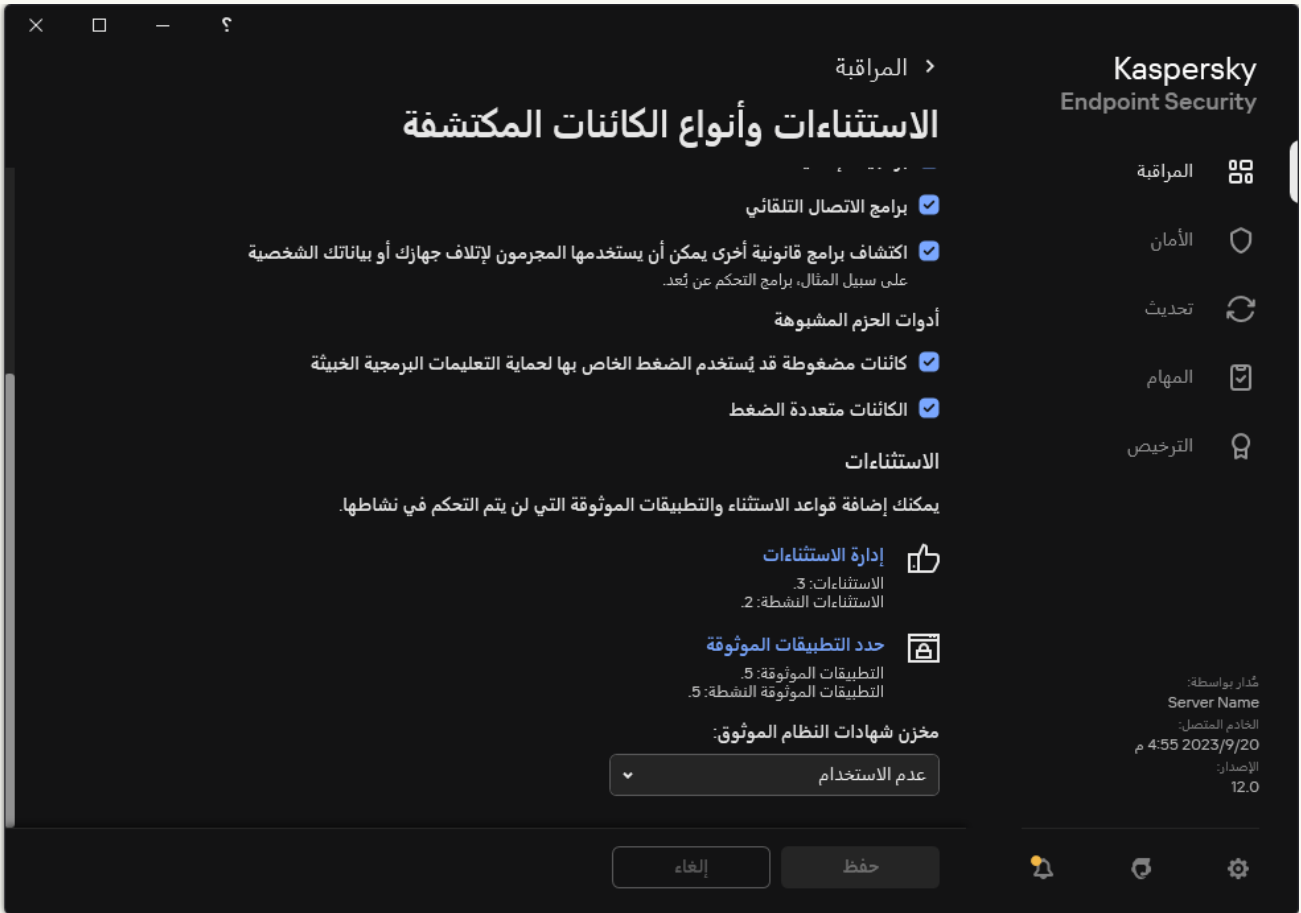 ؟
المراقبة
الاستثناءات وأنواع الكائنات المكتشفة
برامج الاتصال التلقائي
اكتشاف برامج قانونية أخرى يمكن أن يستخدمها المجرمون لإتلاف جهازك أو بياناتك الشخصية
على سبيل المثال، برامج التحكم عن بُعد.
أدوات الحزم المشبوهة
كائنات مضغوطة قد يُستخدم الضغط الخاص بها لحماية التعليمات البرمجية الخبيثة
الكائنات متعددة الضغط
الاستثناءات
يمكنك إضافة قواعد الاستثناء والتطبيقات الموثوقة التي لن يتم التحكم في نشاطها.
إدارة الاستثناءات
الاستثناءات: 3.
الاستثناءات النشطة: 2.
حدد التطبيقات الموثوقة
التطبيقات الموثوقة: 5.
التطبيقات الموثوقة النشطة: 5.
مخزن شهادات النظام الموثوق:
عدم الاستخدام
حفظ
إلغاء
Kaspersky
Endpoint Security
المراقبة
الأمان
تحديث
المهام
الترخيص
مُدار بواسطة:
Server Name
الخادم المتصل:
2023/9/20 4:55 م
الإصدار:
12.0